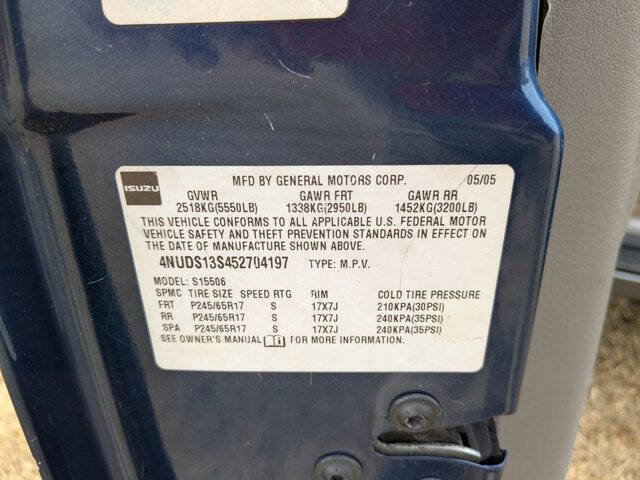 ISUZU MFD BY GENERAL MOTORS CORP. 05/05
GVWR GAWR FRT GAWR RR
2518KG(5550LB) 1338KG(2950LB) 1452KG(3200LB)
THIS VEHICLE CONFORMS TO ALL APPLICABLE U.S. FEDERAL MOTOR
VEHICLE SAFETY AND THEFT PREVENTION STANDARDS IN EFFECT ON
THE DATE OF MANUFACTURE SHOWN ABOVE.
4NUDS13S452704197 TYPE: M.P.V.
MODEL: S15506
SPMC TIRE SIZE SPEED RTG RIM COLD TIRE PRESSURE
FRT P245/65R17 S 17X7J 210KPA(30PSI)
RR P245/65R17 S 17X7J 240KPA(35PSI)
SPA P245/65R17 S 17X7J 240KPA(35PSI)
SEE OWNER'S MANUAL FOR MORE INFORMATION.